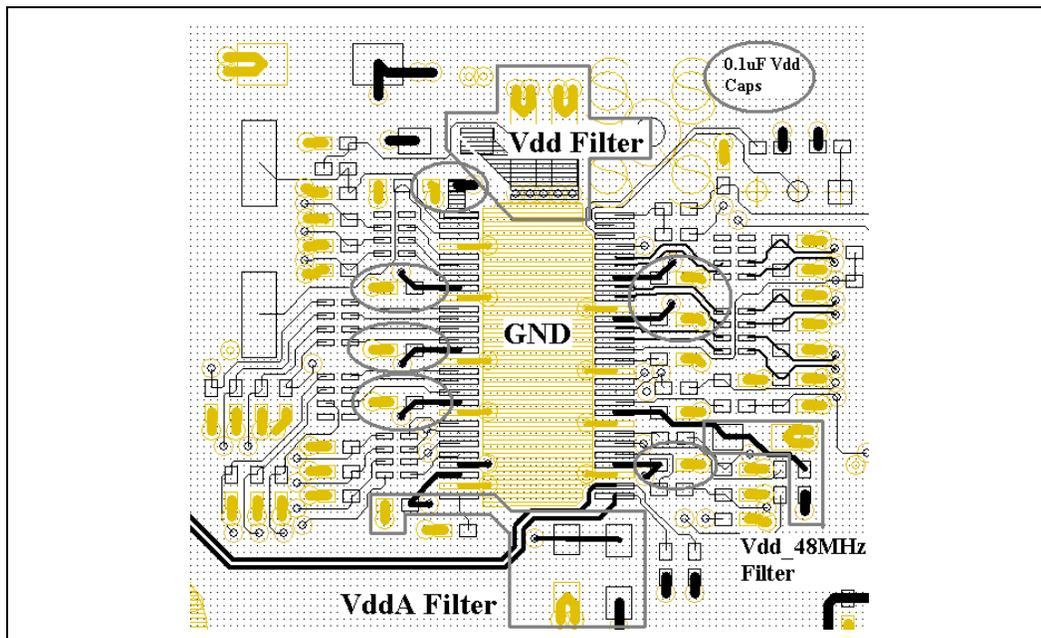 0.1uF Vdd
Caps
Vdd Filter
GND
Vdd_48MHz
Filter
VddA Filter